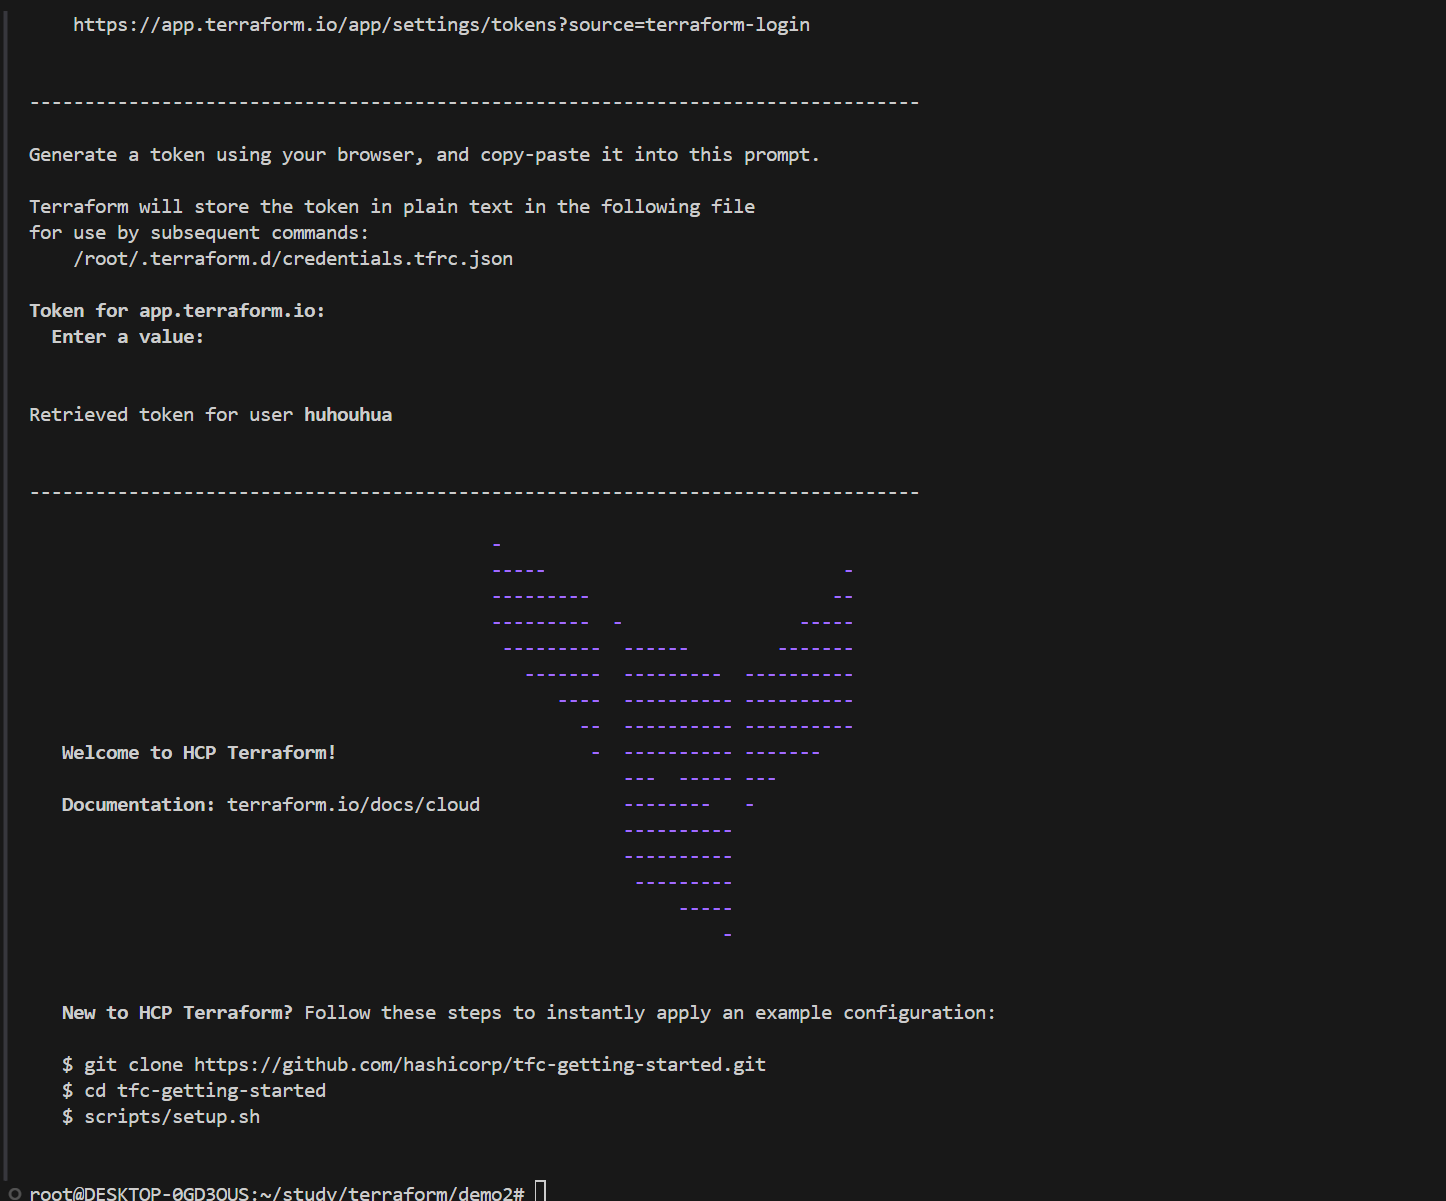 https://app.terraform.io/app/settings/tokens?source=terraform-login
---------------------------------------------------------------------------------
Generate a token using your browser, and copy-paste it into this prompt.
Terraform will store the token in plain text in the following file
for use by subsequent commands:
/root/.terraform.d/credentials.tfrc.json
Token for app.terraform.io:
Enter a value:
Retrieved token for user huhouhua
---------------------------------------------------------------------------------
-
----- -
--------- --
--------- - -----
--------- ------ -------
------- --------- ----------
---- ---------- ----------
-- ---------- ----------
Welcome to HCP Terraform! - ---------- -------
--- ----- ---
Documentation: terraform.io/docs/cloud -------- -
----------
----------
---------
-----
-
New to HCP Terraform? Follow these steps to instantly apply an example configuration:
$ git clone https://github.com/hashicorp/tfc-getting-started.git
$ cd tfc-getting-started
$ scripts/setup.sh
root@DESKTOP-0GD3OUS:~/study/terraform/demo2#